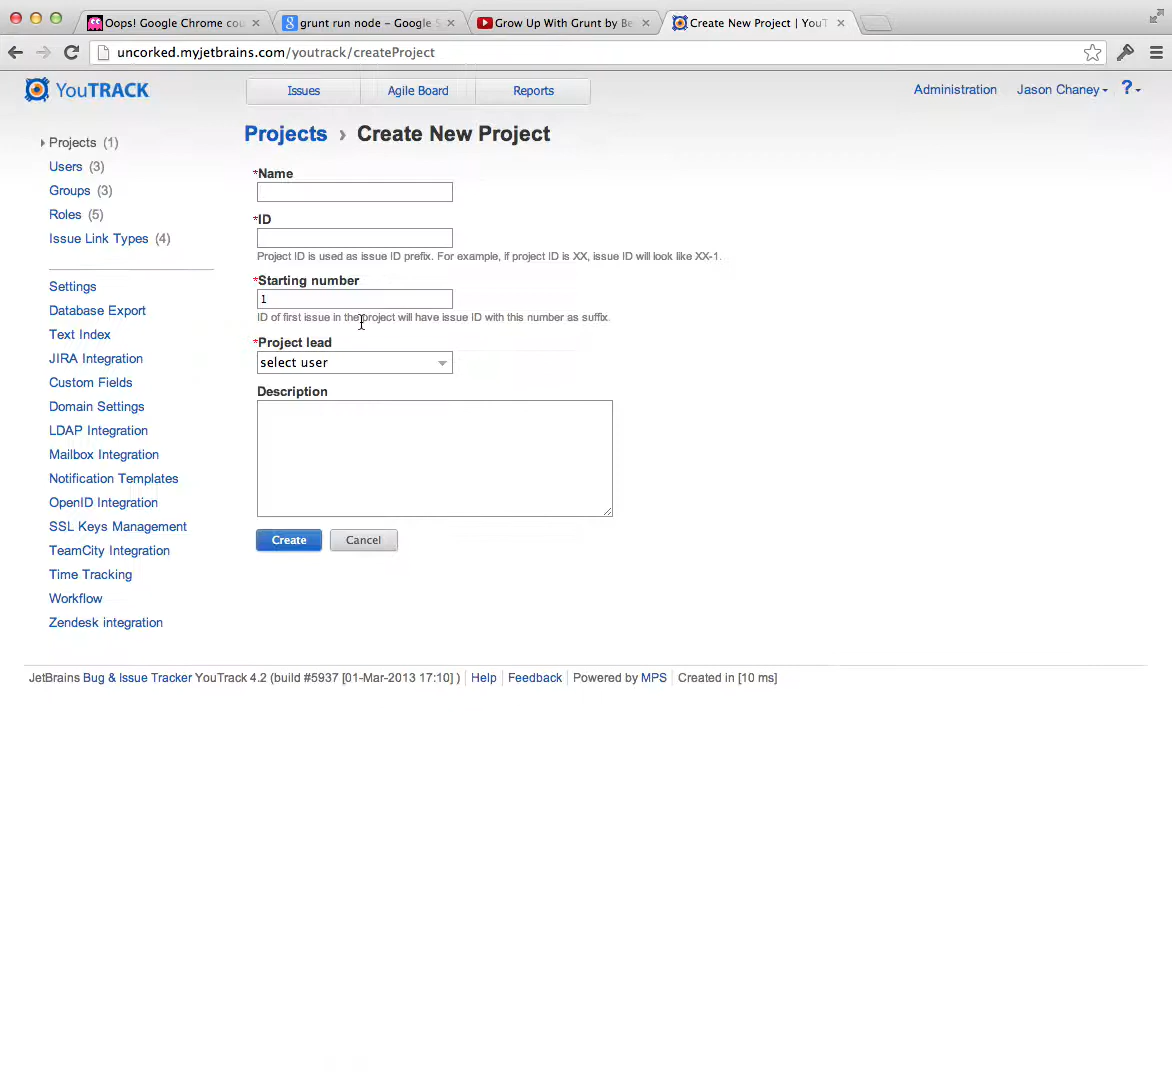 Oops! Google Chrome cou
grunt run node – Google S
Grow Up With Grunt by Be
Create New Project | YouT
uncorked.myjetbrains.com/youtrack/createProject
YouTRACK
Issues
Agile Board
Reports
Administration
Jason Chaney
?
Projects (1)
Users (3)
Groups (3)
Roles (5)
Issue Link Types (4)
Settings
Database Export
Text Index
JIRA Integration
Custom Fields
Domain Settings
LDAP Integration
Mailbox Integration
Notification Templates
OpenID Integration
SSL Keys Management
TeamCity Integration
Time Tracking
Workflow
Zendesk integration
Projects › Create New Project
*Name
*ID
Project ID is used as issue ID prefix. For example, if project ID is XX, issue ID will look like XX-1.
*Starting number
1
ID of first issue in the project will have issue ID with this number as suffix.
*Project lead
select user
Description
Create
Cancel
JetBrains Bug & Issue Tracker YouTrack 4.2 (build #5937 [01-Mar-2013 17:10] ) Help Feedback Powered by MPS Created in [10 ms]